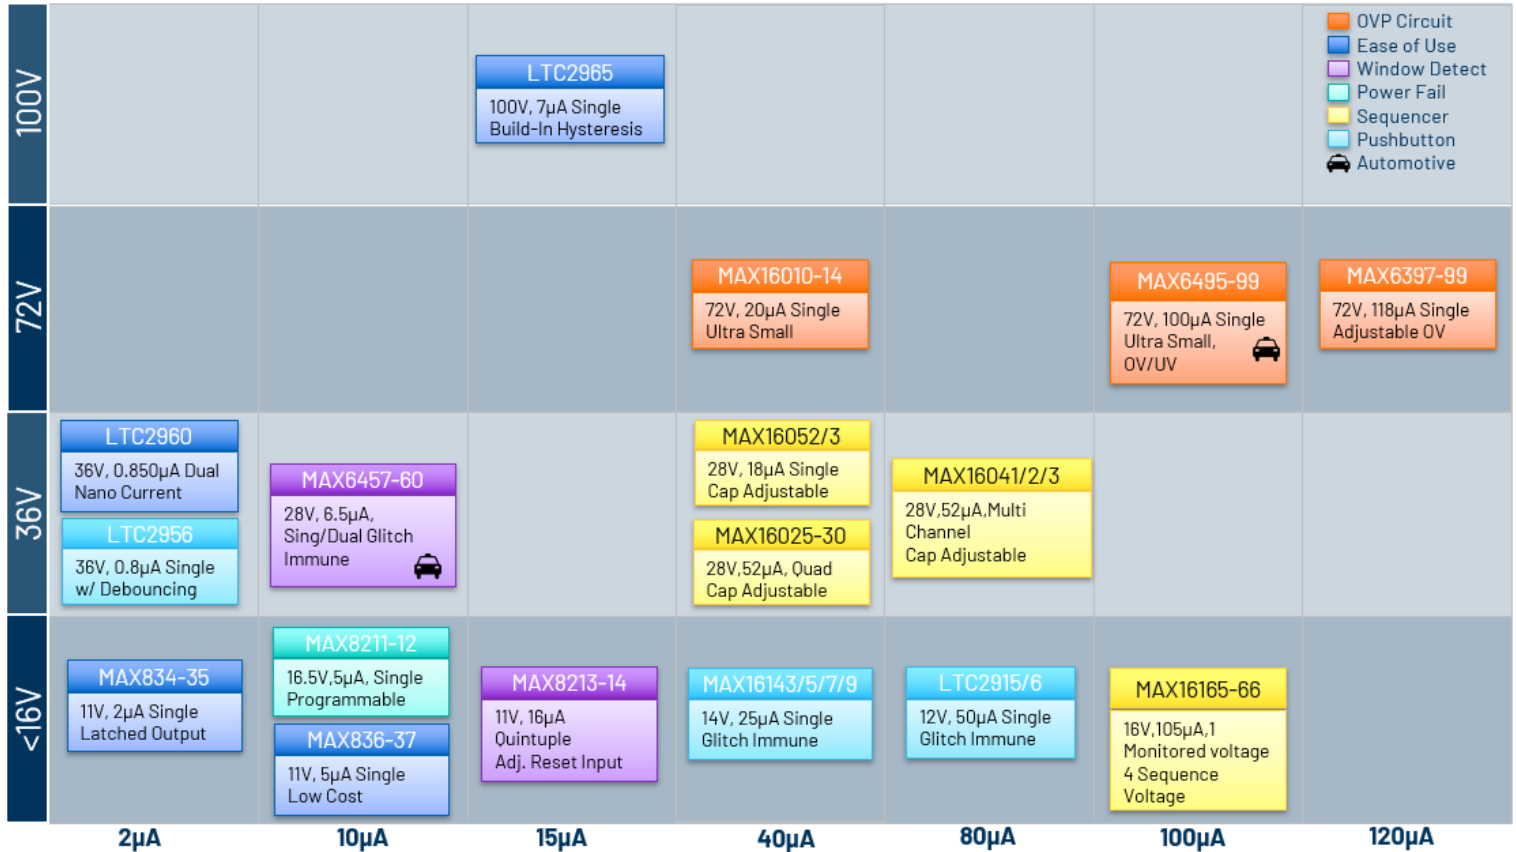 OVP Circuit
Ease of Use
Window Detect
Power Fail
Sequencer
Pushbutton
Automotive
100V
LTC2965
100V, 7µA Single
Build-In Hysteresis
72V
MAX16010-14
72V, 20µA Single
Ultra Small
MAX6495-99
72V, 100µA Single
Ultra Small,
OV/UV
MAX6397-99
72V, 118µA Single
Adjustable OV
36V
LTC2960
36V, 0.850µA Dual
Nano Current
LTC2956
36V, 0.8µA Single
w/ Debouncing
MAX6457-60
28V, 6.5µA,
Sing/Dual Glitch
Immune
MAX16052/3
28V, 18µA Single
Cap Adjustable
MAX16025-30
28V,52µA, Quad
Cap Adjustable
MAX16041/2/3
28V,52µA,Multi
Channel
Cap Adjustable
<16V
MAX834-35
11V, 2µA Single
Latched Output
MAX8211-12
16.5V,5µA, Single
Programmable
MAX836-37
11V, 5µA Single
Low Cost
MAX8213-14
11V, 16µA
Quintuple
Adj. Reset Input
MAX16143/5/7/9
14V, 25µA Single
Glitch Immune
LTC2915/6
12V, 50µA Single
Glitch Immune
MAX16165-66
16V,105µA,1
Monitored voltage
4 Sequence
Voltage
2µA
10µA
15µA
40µA
80µA
100µA
120µA